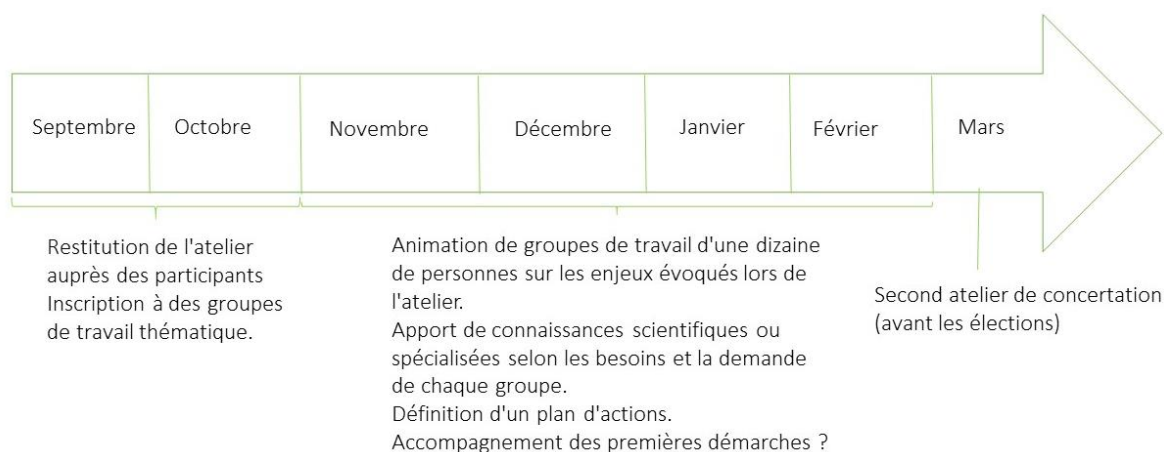 Septembre
Octobre
Novembre
Décembre
Janvier
Février
Mars
Restitution de l'atelier
auprès des participants
Inscription à des groupes
de travail thématique.
Animation de groupes de travail d'une dizaine
de personnes sur les enjeux évoqués lors de
l'atelier.
Apport de connaissances scientifiques ou
spécialisées selon les besoins et la demande
de chaque groupe.
Définition d'un plan d'actions.
Accompagnement des premières démarches ?
Second atelier de concertation
(avant les élections)